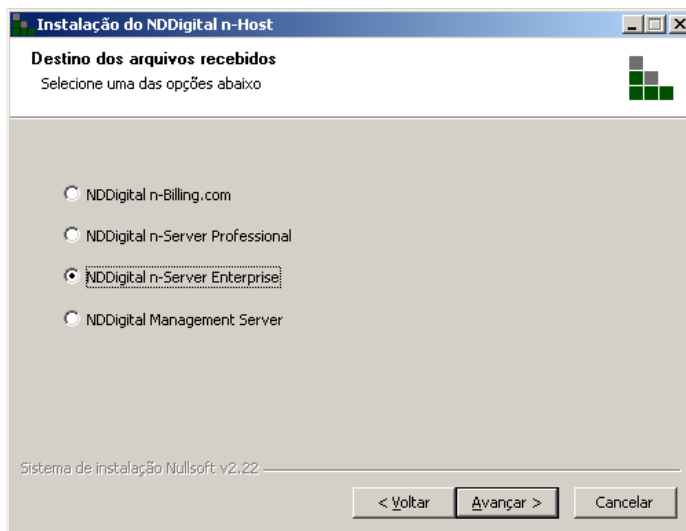 Instalação do NDDigital n-Host
Destino dos arquivos recebidos
Selecione uma das opções abaixo
NDDigital n-Billing.com
NDDigital n-Server Professional
NDDigital n-Server Enterprise
NDDigital Management Server
Sistema de instalação Nullsoft v2.22
< Voltar
Avançar >
Cancelar